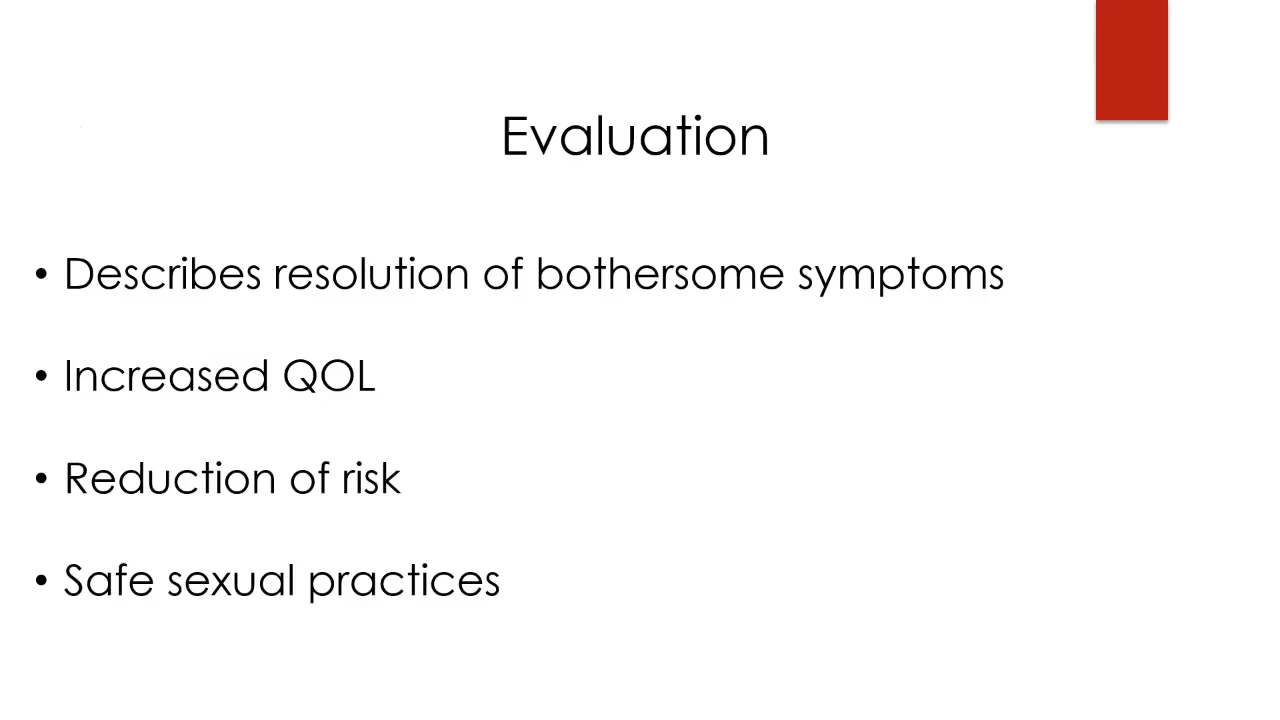 Evaluation
• Describes resolution of bothersome symptoms
• Increased QOL
• Reduction of risk
• Safe sexual practices